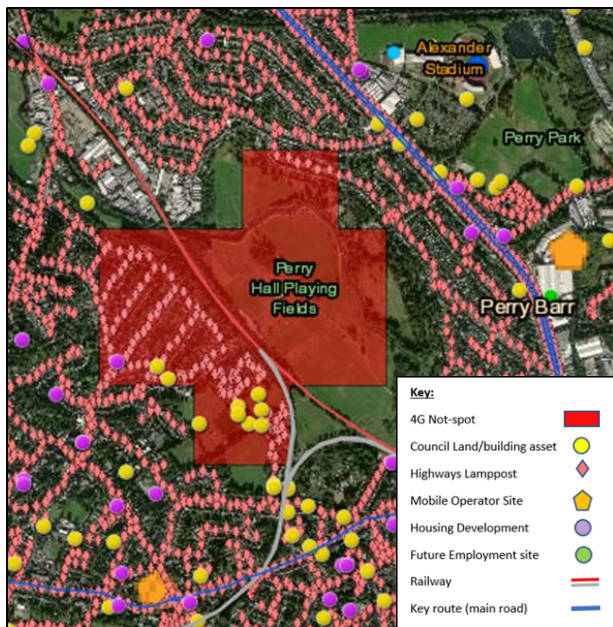 Alexander
Stadium
Perry Park
Perry
Hall Playing
Fields
Perry Barr
Key:
4G Not-spot
Council Land/building asset
Highways Lamppost
Mobile Operator Site
Housing Development
Future Employment site
Railway
Key route (main road)